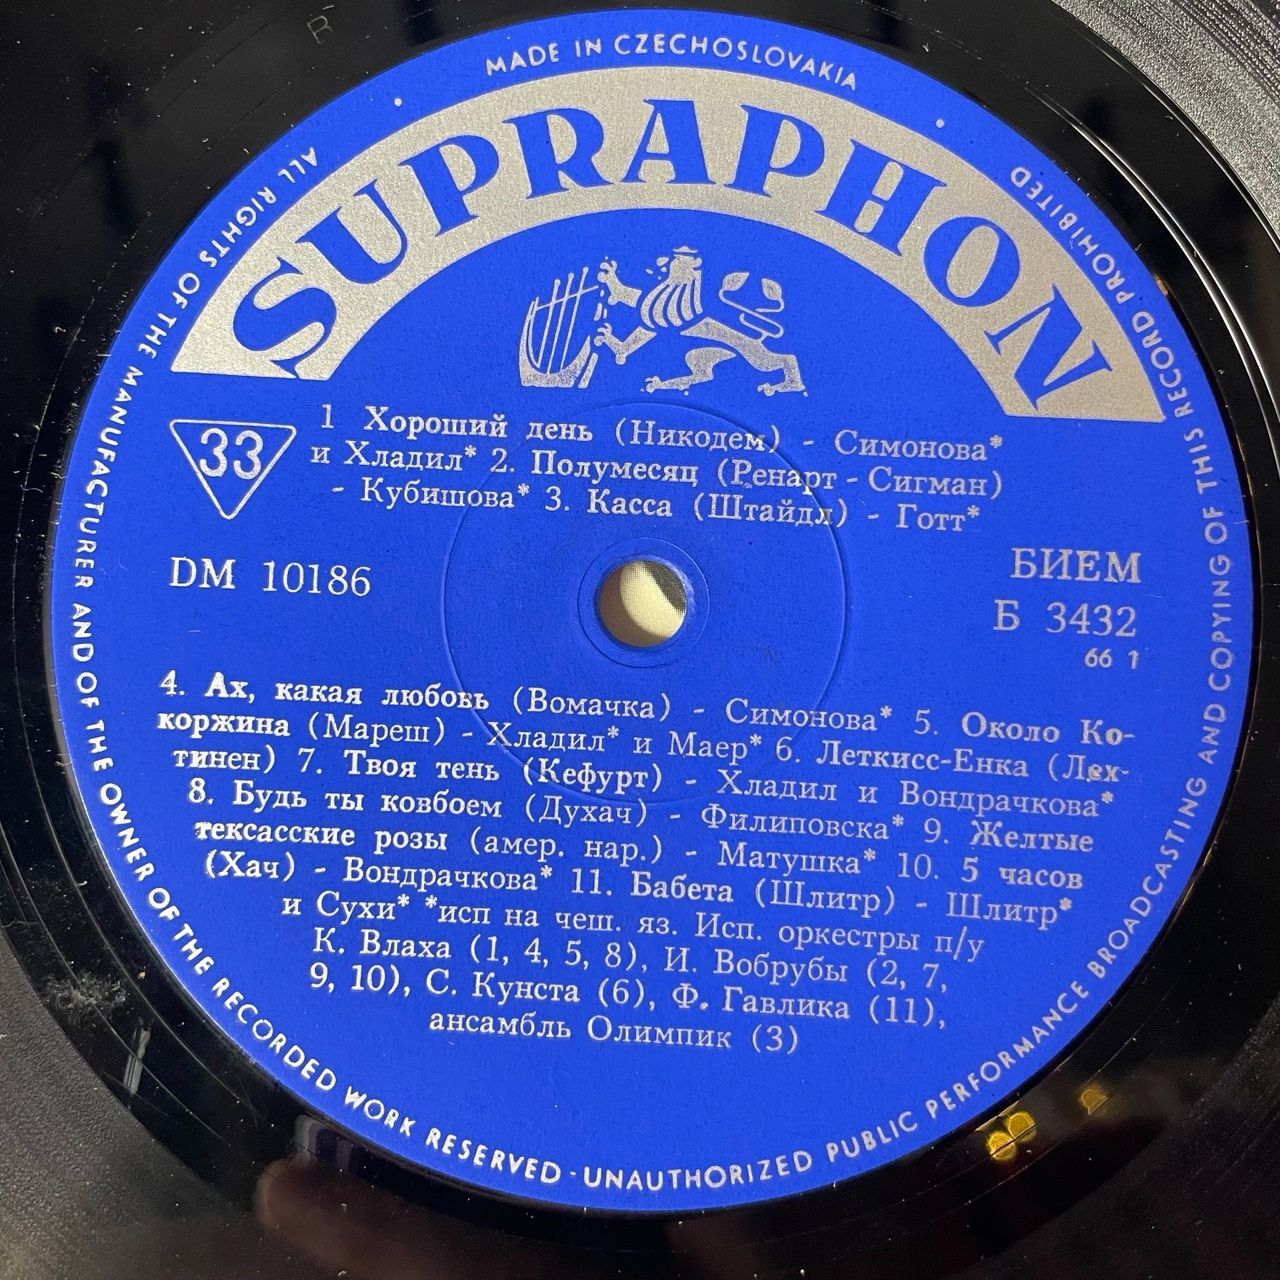 MADE IN CZECHOSLOVAKIA
SUPRAPHON
33
1 Хороший день (Никодем) - Симонова*
и Хладил* 2. Полумесяц (Ренарт - Сигман)
- Кубишова* 3. Касса (Штайдл) - Готт*
DM 10186
БИЕМ
Б 3432
66 1
4. Ах, какая любовь (Вомачка) - Симонова* 5. Около Ко-
коржина (Мареш) - Хладил* и Маер* 6. Леткисс-Енка (Лех-
тинен) 7. Твоя тень (Кефурт) - Хладил и Вондрачкова*
8. Будь ты ковбоем (Духач) - Филиповска* 9. Желтые
тексасские розы (амер. нар.) - Матушка* 10. 5 часов
(Хач) - Вондрачкова* 11. Бабета (Шлитр) - Шлитр*
и Сухи* *исп на чеш. яз. Исп. оркестры п/у
К. Влаха (1, 4, 5, 8), И. Вобрубы (2, 7,
9, 10), С. Кунста (6), Ф. Гавлика (11),
ансамбль Олимпик (3)
ALL RIGHTS OF THE MANUFACTURER AND OF THE OWNER OF THE RECORDED WORK RESERVED · UNAUTHORIZED PUBLIC PERFORMANCE BROADCASTING AND COPYING OF THIS RECORD PROHIBITED